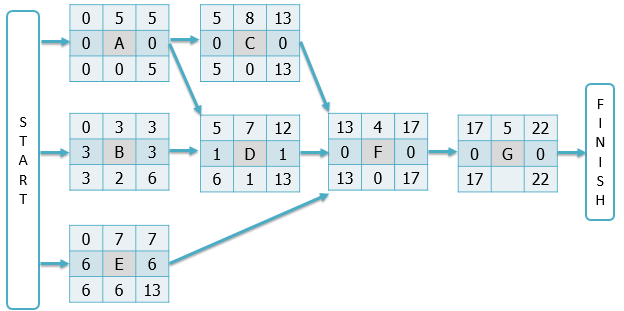 START
0 5 5
0 A 0
0 0 5
5 8 13
0 C 0
5 0 13
0 3 3
3 B 3
3 2 6
5 7 12
1 D 1
6 1 13
13 4 17
0 F 0
13 0 17
17 5 22
0 G 0
17 22
0 7 7
6 E 6
6 6 13
FINISH